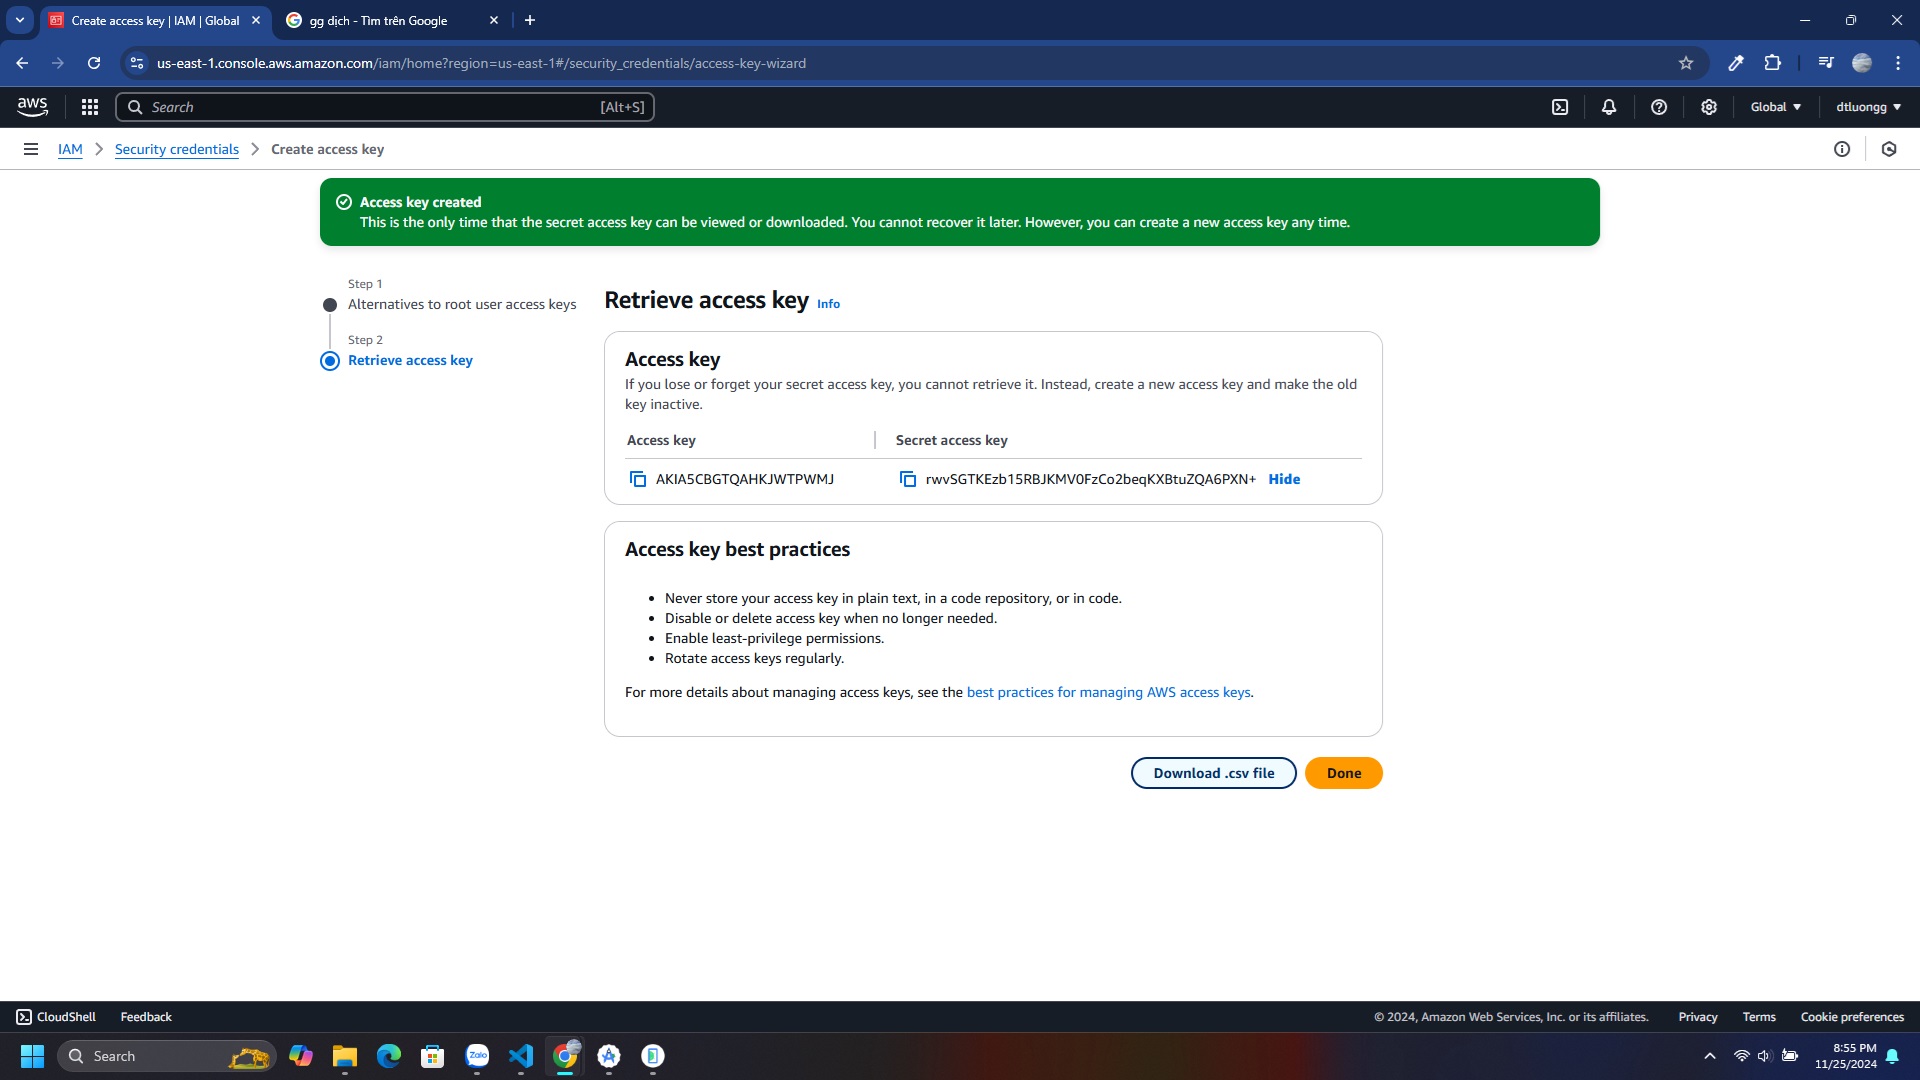 Create access key | IAM | Global
gg dịch - Tìm trên Google
us-east-1.console.aws.amazon.com/iam/home?region=us-east-1#/security_credentials/access-key-wizard
aws
Search
[Alt+S]
Global
dtluongg
IAM
Security credentials
Create access key
Access key created
This is the only time that the secret access key can be viewed or downloaded. You cannot recover it later. However, you can create a new access key any time.
Step 1
Alternatives to root user access keys
Step 2
Retrieve access key
Retrieve access key Info
Access key
If you lose or forget your secret access key, you cannot retrieve it. Instead, create a new access key and make the old
key inactive.
Access key
Secret access key
AKIA5CBGTQAHKJWTPWMJ
rwvSGTKEzb15RBJKMV0FzCo2beqKXBtuZQA6PXN+
Hide
Access key best practices
Never store your access key in plain text, in a code repository, or in code.
Disable or delete access key when no longer needed.
Enable least-privilege permissions.
Rotate access keys regularly.
For more details about managing access keys, see the best practices for managing AWS access keys.
Download .csv file
Done
CloudShell
Feedback
© 2024, Amazon Web Services, Inc. or its affiliates.
Privacy
Terms
Cookie preferences
Search
Zalo
8:55 PM
11/25/2024